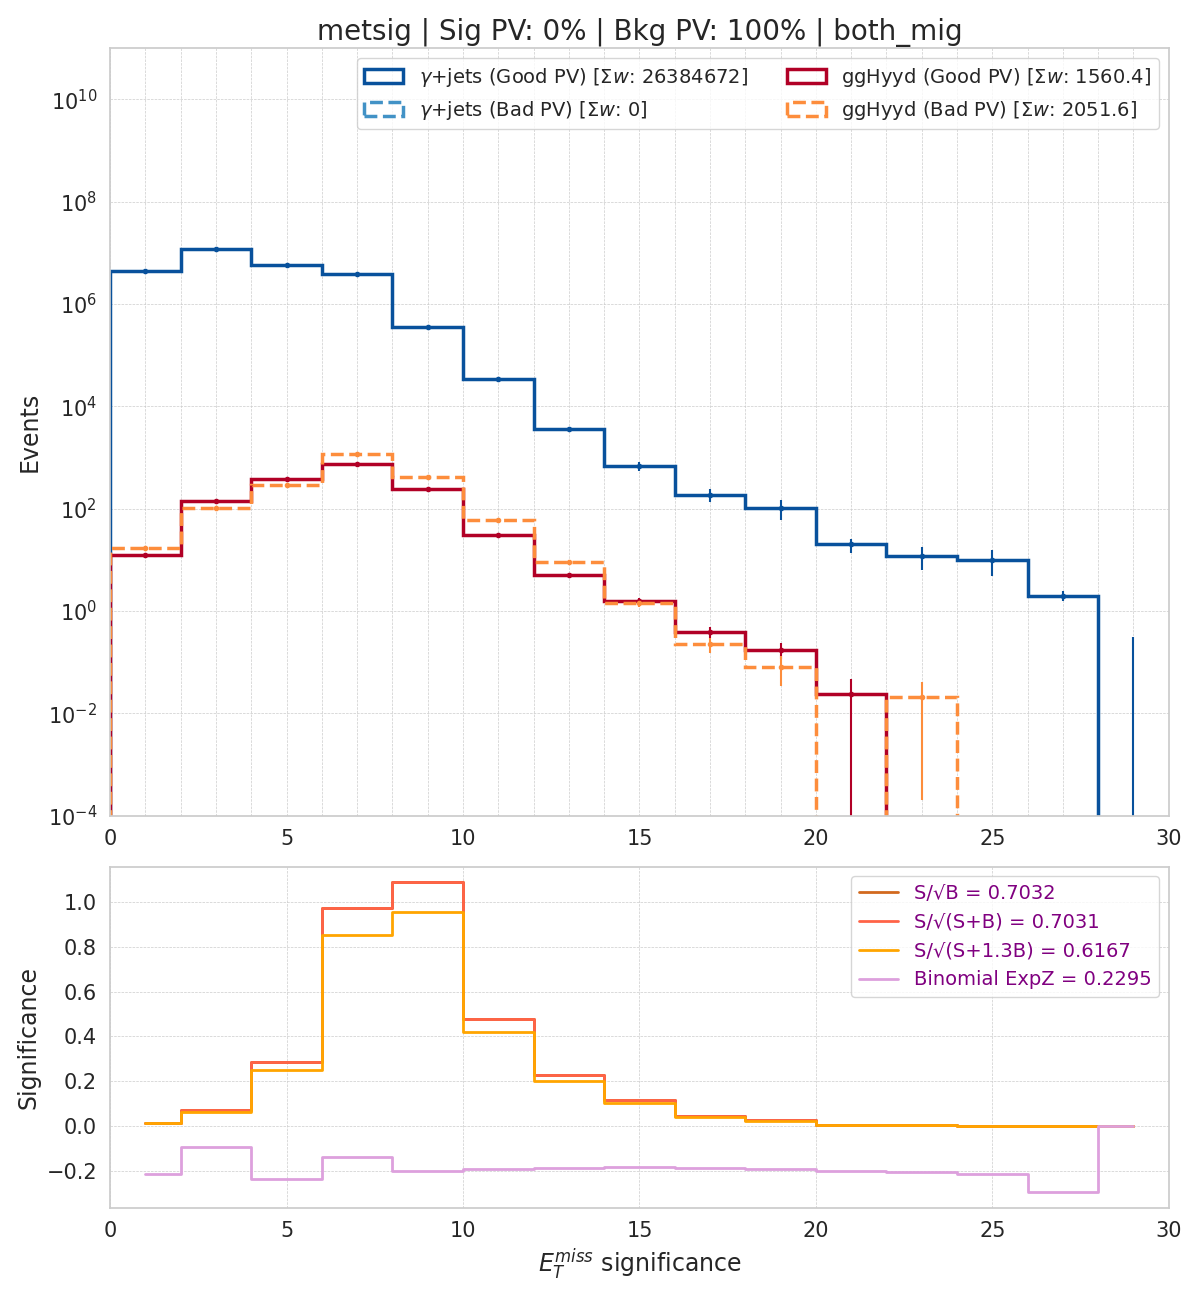 metsig | Sig PV: 0% | Bkg PV: 100% | both_mig
γ+jets (Good PV) [Σw: 26384672]
γ+jets (Bad PV) [Σw: 0]
ggHyyd (Good PV) [Σw: 1560.4]
ggHyyd (Bad PV) [Σw: 2051.6]
Events
10^10
10^8
10^6
10^4
10^2
10^0
10^−2
10^−4
0 5 10 15 20 25 30
S/√B = 0.7032
S/√(S+B) = 0.7031
S/√(S+1.3B) = 0.6167
Binomial ExpZ = 0.2295
Significance
1.0
0.8
0.6
0.4
0.2
0.0
−0.2
0 5 10 15 20 25 30
E_T^miss significance